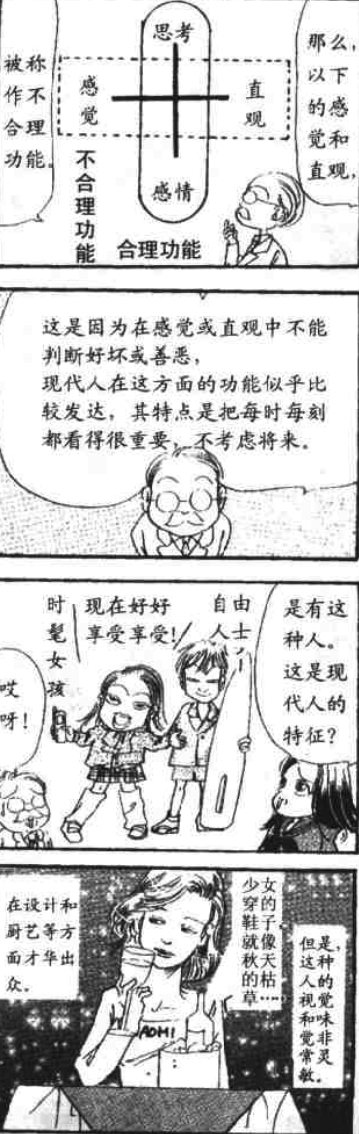 那么,
以下
的感
觉和
直观,
思考
感觉
直观
感情
不合理功能
合理功能
被称
作不
合理
功能。
这是因为在感觉或直观中不能
判断好坏或善恶,
现代人在这方面的功能似乎比
较发达, 其特点是把每时每刻
都看得很重要, 不考虑将来。
是有这
种人。
这是现
代人的
特征?
自由
人士
现在好好
享受享受!
时髦女孩
哎
呀!
但是,
这种
人的
视觉
和味
觉非
常灵
敏。
少女
穿的
鞋子,
就像
秋天
的枯
草……
在设计和
厨艺等方
面才华出
众。
AOMI